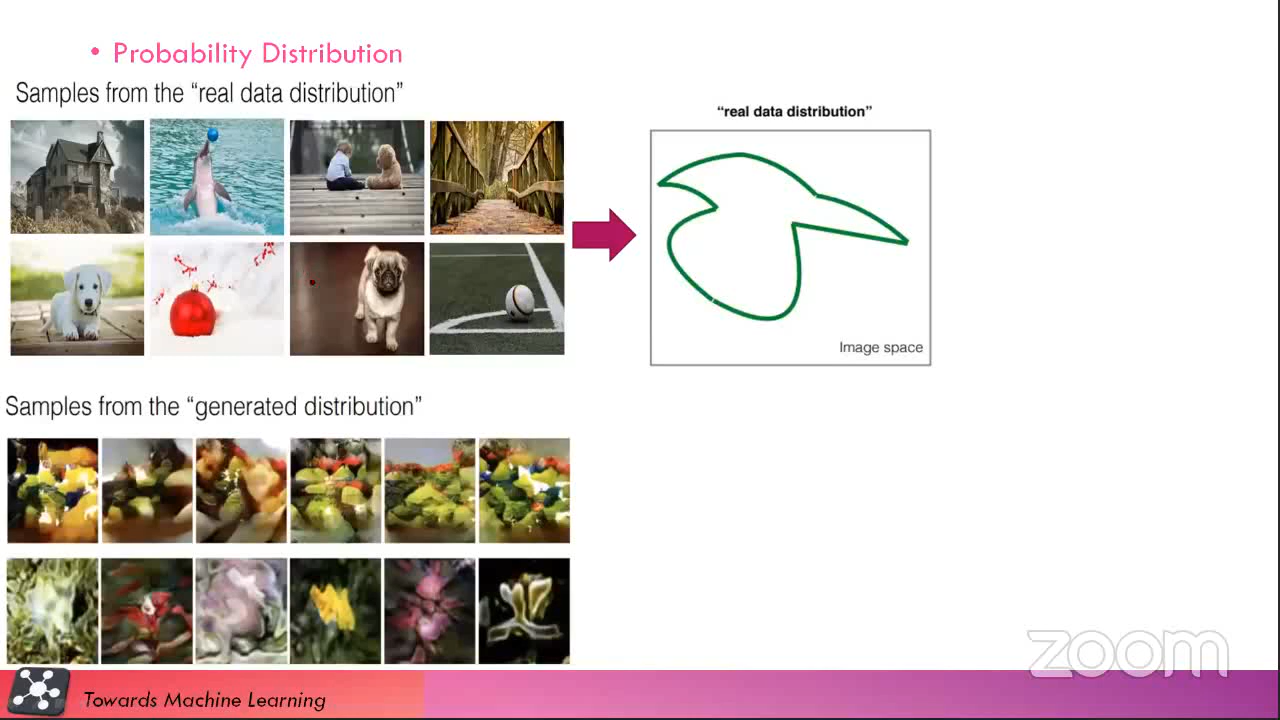 • Probability Distribution
Samples from the “real data distribution”
“real data distribution”
Image space
Samples from the “generated distribution”
zoom
Towards Machine Learning